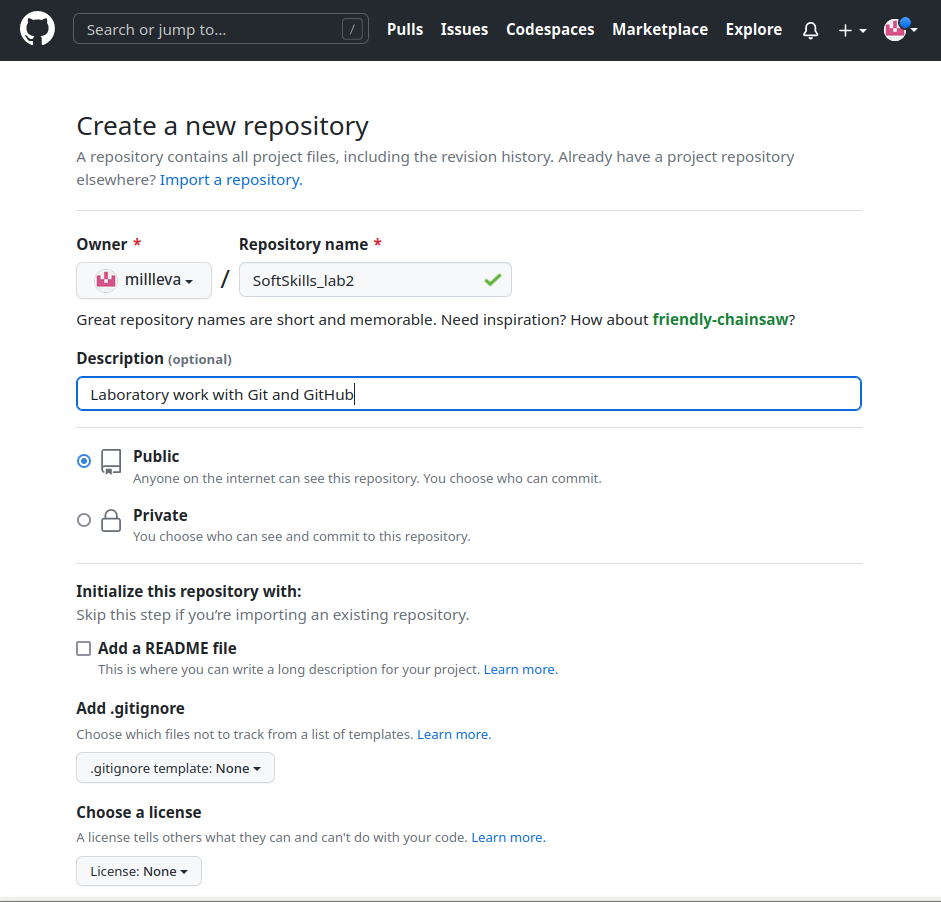 Search or jump to... / Pulls Issues Codespaces Marketplace Explore
Create a new repository
A repository contains all project files, including the revision history. Already have a project repository
elsewhere? Import a repository.
Owner * Repository name *
millleva / SoftSkills_lab2
Great repository names are short and memorable. Need inspiration? How about friendly-chainsaw?
Description (optional)
Laboratory work with Git and GitHub
Public
Anyone on the internet can see this repository. You choose who can commit.
Private
You choose who can see and commit to this repository.
Initialize this repository with:
Skip this step if you’re importing an existing repository.
Add a README file
This is where you can write a long description for your project. Learn more.
Add .gitignore
Choose which files not to track from a list of templates. Learn more.
.gitignore template: None
Choose a license
A license tells others what they can and can't do with your code. Learn more.
License: None